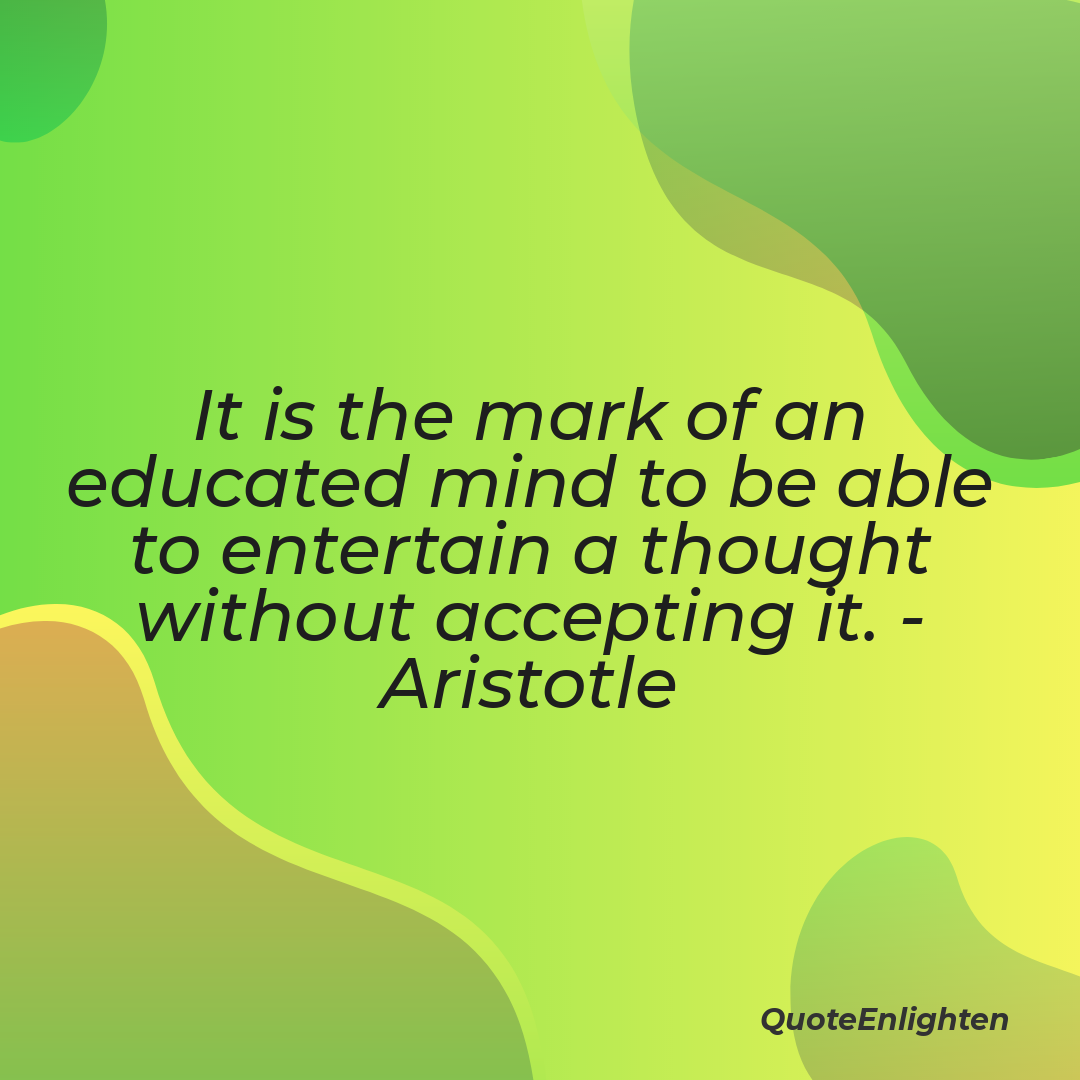 It is the mark of an
educated mind to be able
to entertain a thought
without accepting it. -
Aristotle
QuoteEnlighten